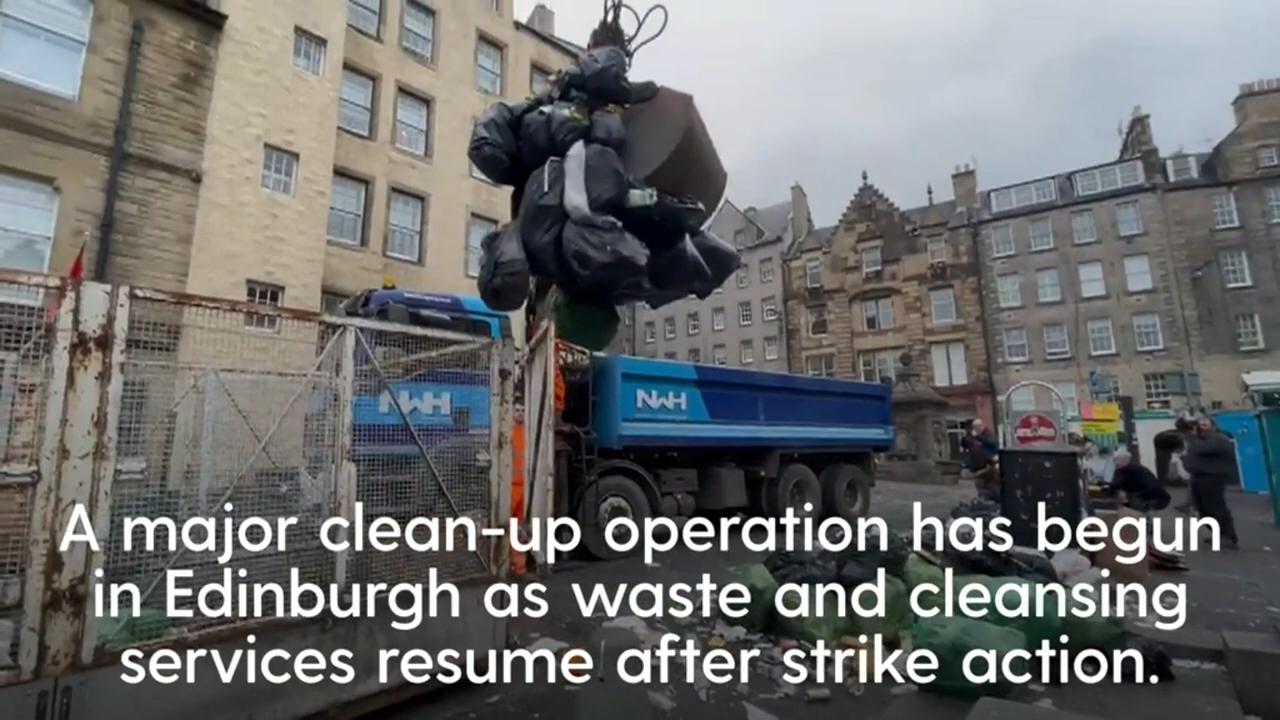 NWH
NWH
A major clean-up operation has begun
in Edinburgh as waste and cleansing
services resume after strike action.